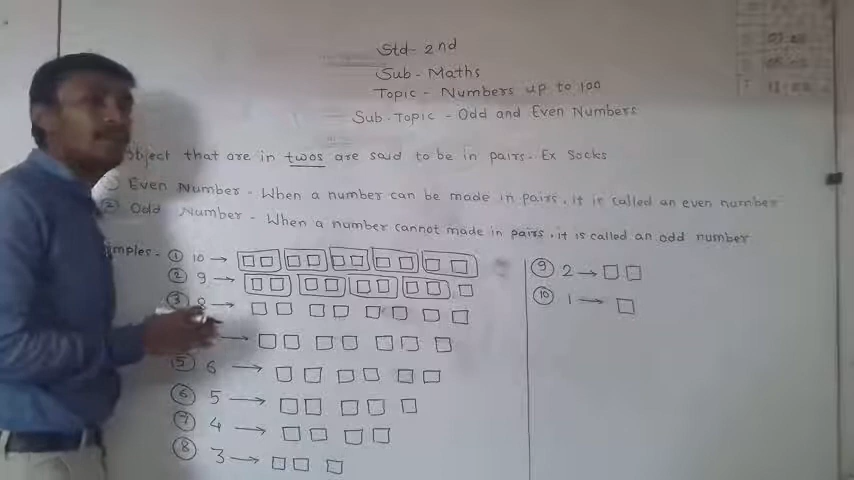 Std- 2nd
Sub- Maths
Topic - Numbers up to 100
Sub-Topic - Odd and Even Numbers
object that are in twos are said to be in pairs. Ex Socks
① Even Number - When a number can be made in pairs, it is called an even number
② Odd Number - When a number cannot made in pairs, it is called an odd number
① 10 →
② 9 →
③ 8 →
→
⑤ 6 →
⑥ 5 →
⑦ 4 →
⑧ 3 →
⑨ 2 →
⑩ 1 →